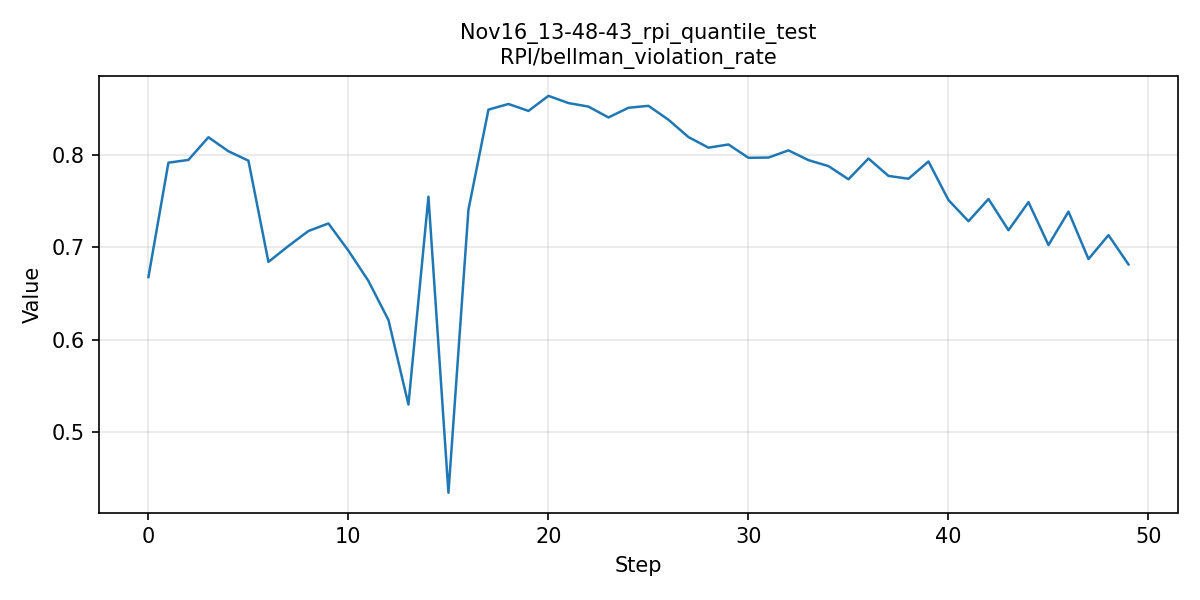 Nov16_13-48-43_rpi_quantile_test
RPI/bellman_violation_rate
Value
0.8
0.7
0.6
0.5
0 10 20 30 40 50
Step